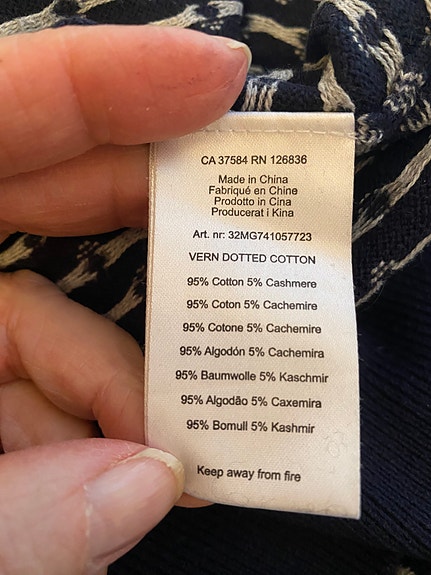 CA 37584 RN 126836
Made in China
Fabriqué en Chine
Prodotto in Cina
Producerat i Kina
Art. nr: 32MG741057723
VERN DOTTED COTTON
95% Cotton 5% Cashmere
95% Coton 5% Cachemire
95% Cotone 5% Cachemire
95% Algodón 5% Cachemira
95% Baumwolle 5% Kaschmir
95% Algodão 5% Caxemira
95% Bomull 5% Kashmir
Keep away from fire